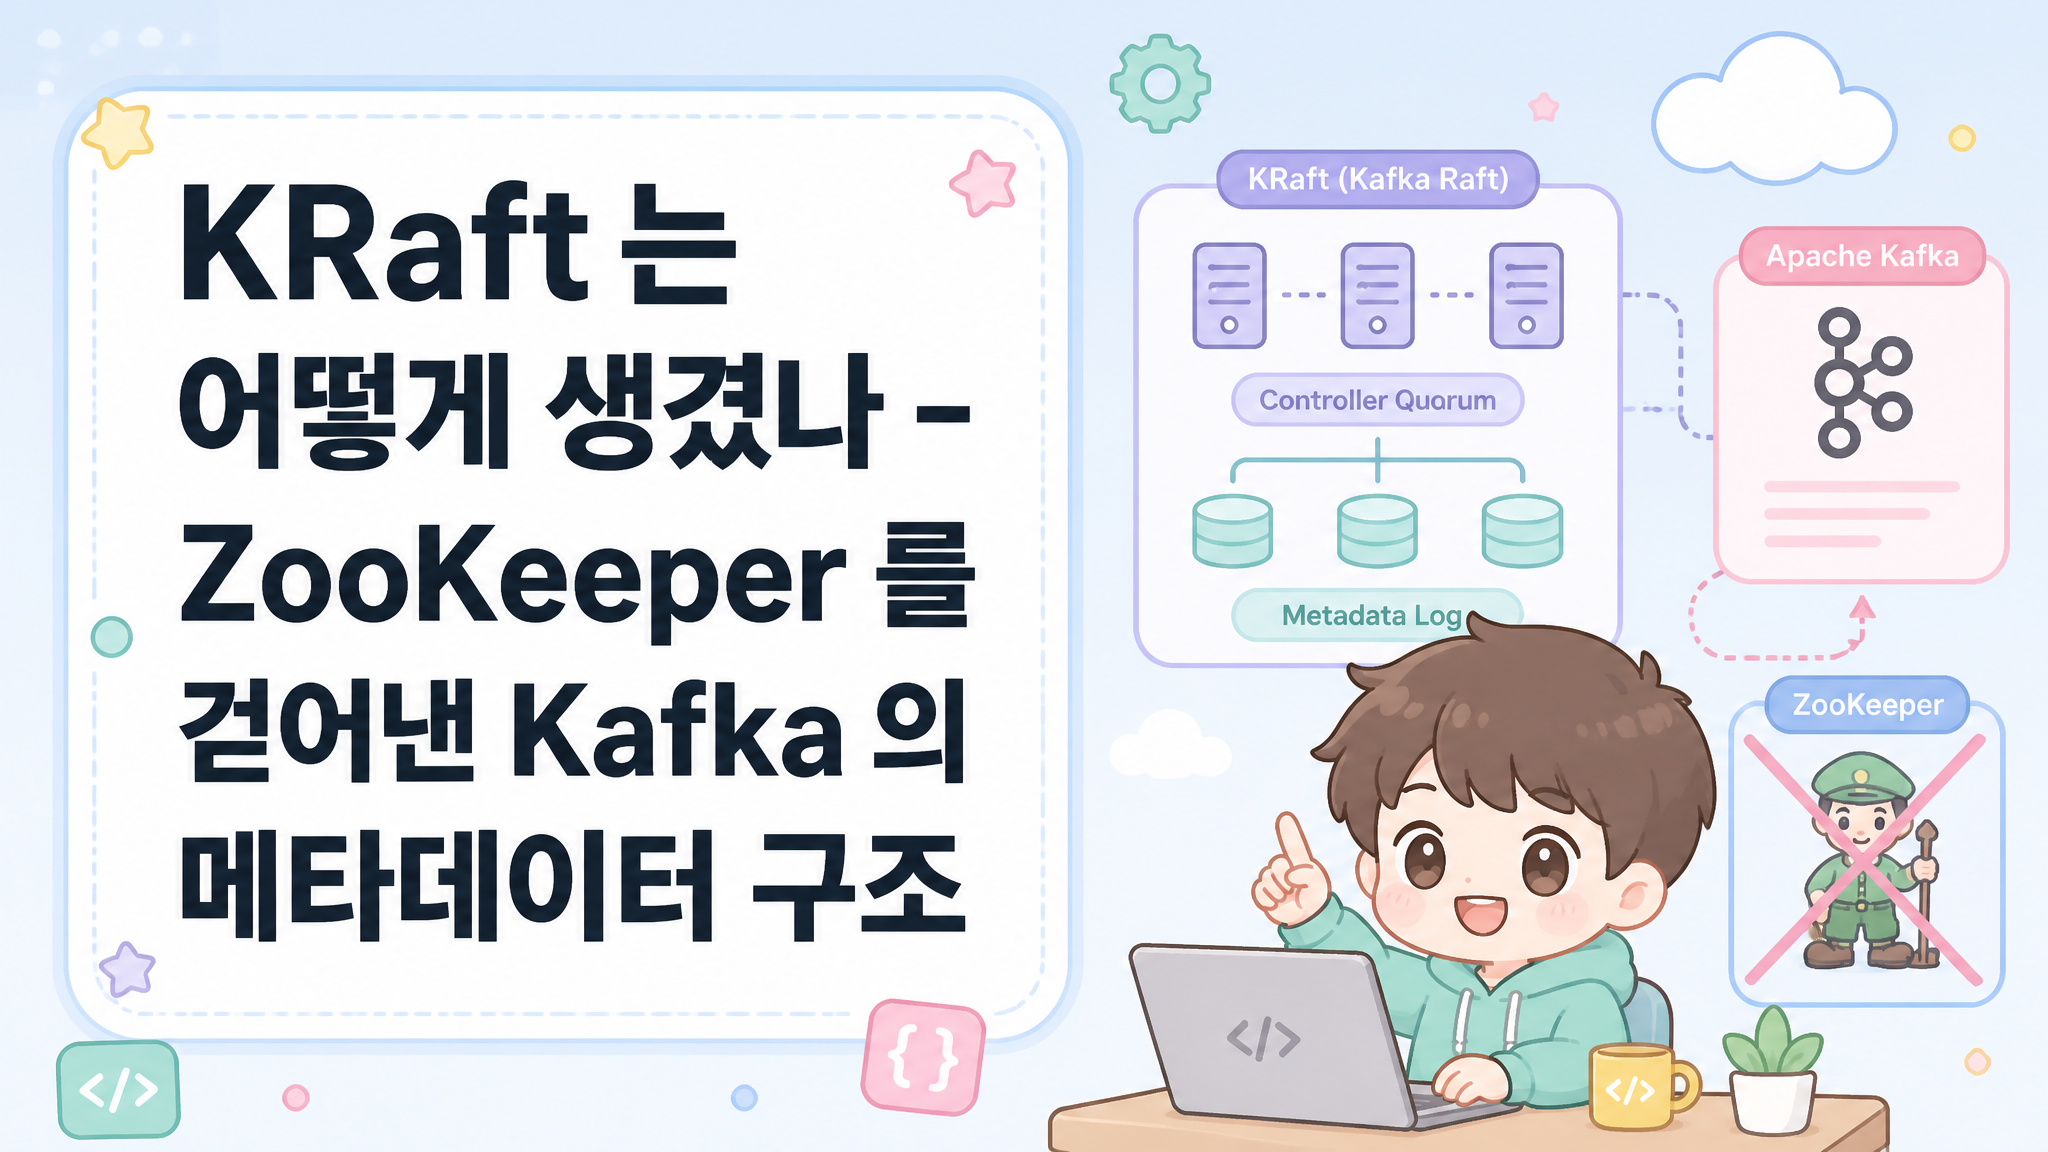 KRaft 는
어떻게 생겼나 –
ZooKeeper 를
걷어낸 Kafka 의
메타데이터 구조
KRaft (Kafka Raft)
Controller Quorum
Metadata Log
Apache Kafka
ZooKeeper
</>
{ }
</>
</>